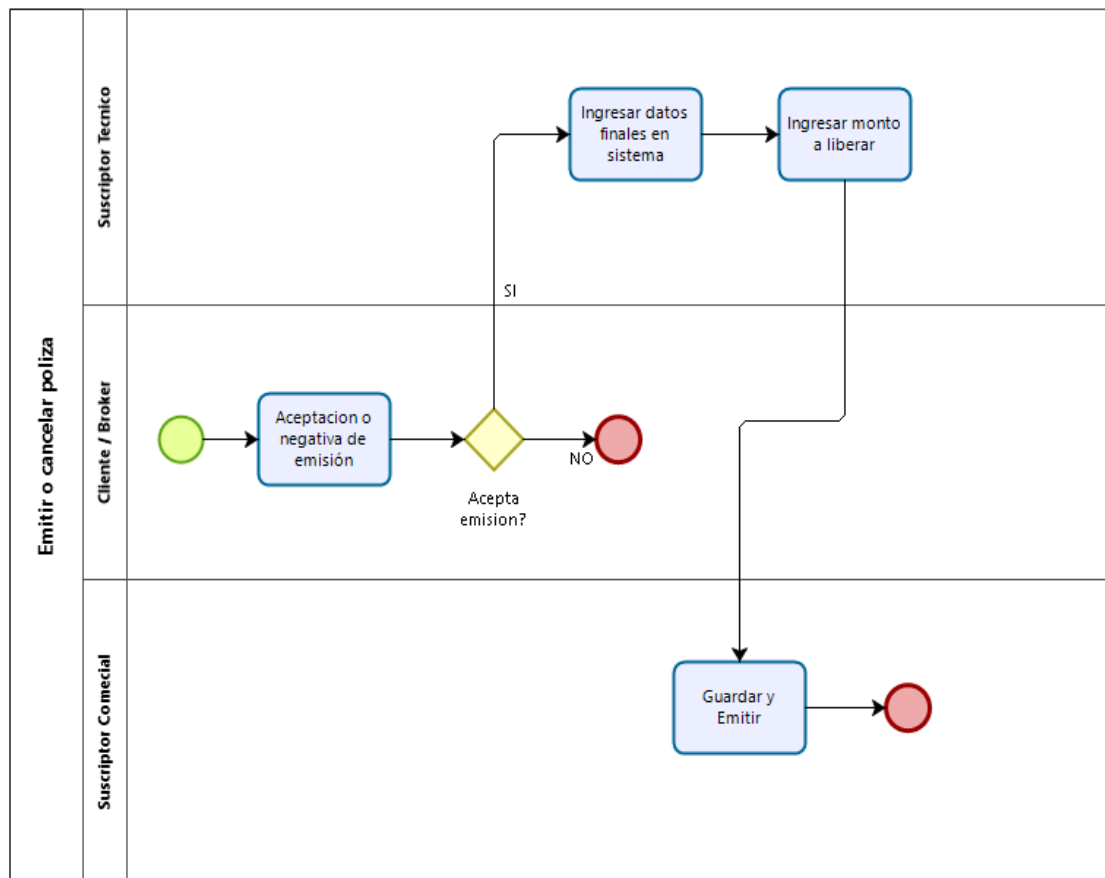 Emitir o cancelar poliza
Suscriptor Tecnico
Ingresar datos
finales en
sistema
Ingresar monto
a liberar
SI
Cliente / Broker
Aceptacion o
negativa de
emisión
Acepta
emision?
NO
Suscriptor Comecial
Guardar y
Emitir